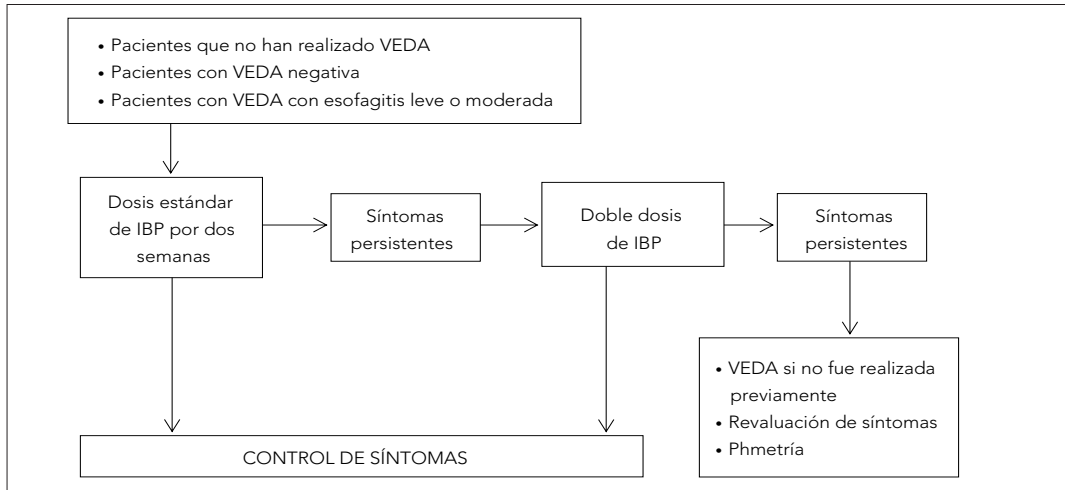 • Pacientes que no han realizado VEDA
• Pacientes con VEDA negativa
• Pacientes con VEDA con esofagitis leve o moderada
Dosis estándar
de IBP por dos
semanas
Síntomas
persistentes
Doble dosis
de IBP
Síntomas
persistentes
• VEDA si no fue realizada
previamente
• Revaluación de síntomas
• Phmetría
CONTROL DE SÍNTOMAS